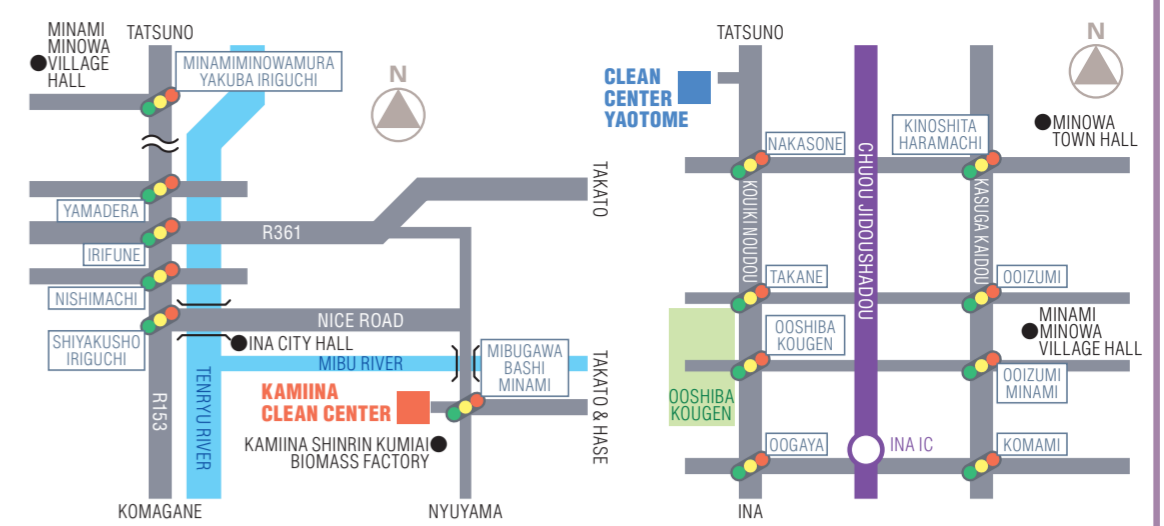 MINAMI
MINOWA
VILLAGE
HALL
TATSUNO
MINAMIMINOWAMURA
YAKUBA IRIGUCHI
N
YAMADERA
R361
TAKATO
IRIFUNE
NISHIMACHI
NICE ROAD
SHIYAKUSHO
IRIGUCHI
INA CITY HALL
MIBU RIVER
MIBUGAWA
BASHI
MINAMI
TAKATO & HASE
R153
TENRYU RIVER
KAMIINA
CLEAN CENTER
KAMIINA SHINRIN KUMIAI
BIOMASS FACTORY
KOMAGANE
NYUYAMA
TATSUNO
N
CLEAN
CENTER
YAOTOME
NAKASONE
CHUOU JIDOUSHADOU
KINOSHITA
HARAMACHI
MINOWA
TOWN HALL
KOUIKI NOUDOU
KASUGA KAIDOU
TAKANE
OOIZUMI
OOSHIBA
KOUGEN
MINAMI
MINOWA
VILLAGE HALL
OOSHIBA
KOUGEN
OOIZUMI
MINAMI
OOGAYA
INA IC
KOMAMI
INA